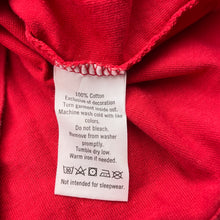 100% Cotton
Exclusive of decoration
Turn garment inside out.
Machine wash cold with like
colors.
Do not bleach.
Remove from washer
promptly.
Tumble dry low
Warm iron if needed.
Not intended for sleepwear.